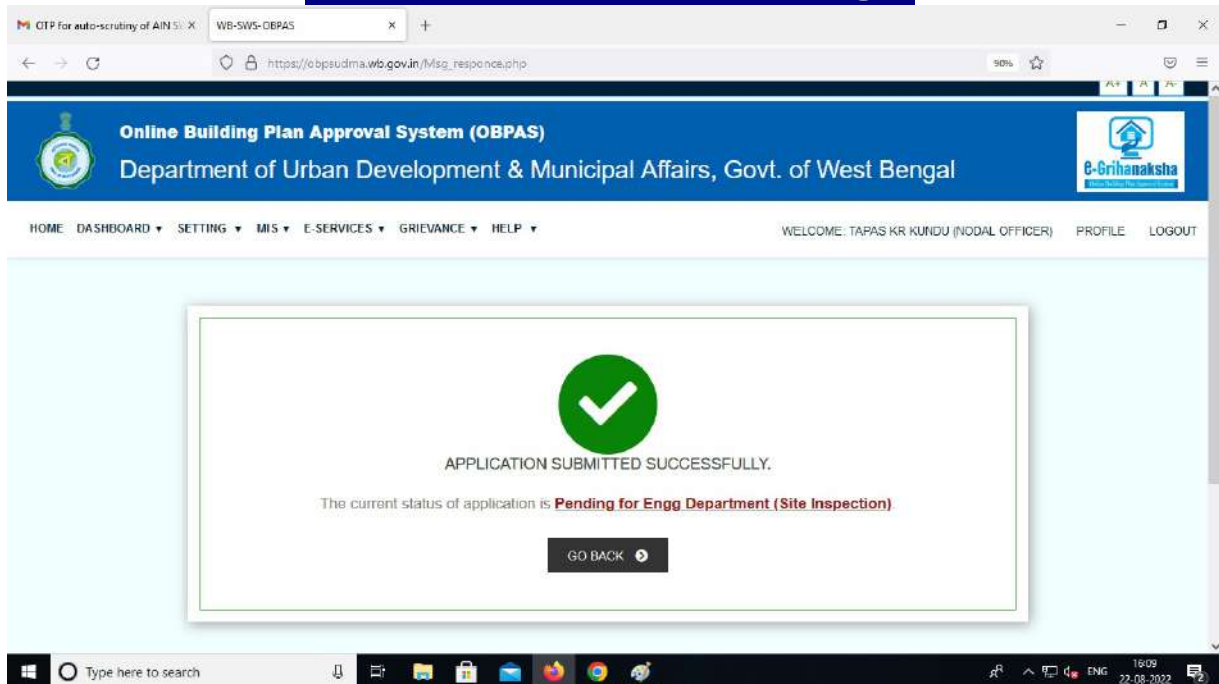 OTP for auto-scrutiny of AIN
WB-SWS-OBPAS
https://obpsudma.wb.gov.in/Msg_responce.php
90%
A+ A A-
Online Building Plan Approval System (OBPAS)
Department of Urban Development & Municipal Affairs, Govt. of West Bengal
e-Grihanaksha
HOME DASHBOARD SETTING MIS E-SERVICES GRIEVANCE HELP WELCOME: TAPAS KR KUNDU (NODAL OFFICER) PROFILE LOGOUT
APPLICATION SUBMITTED SUCCESSFULLY.
The current status of application is Pending for Engg Department (Site Inspection)
GO BACK
Type here to search
ENG
16:09
22-08-2022